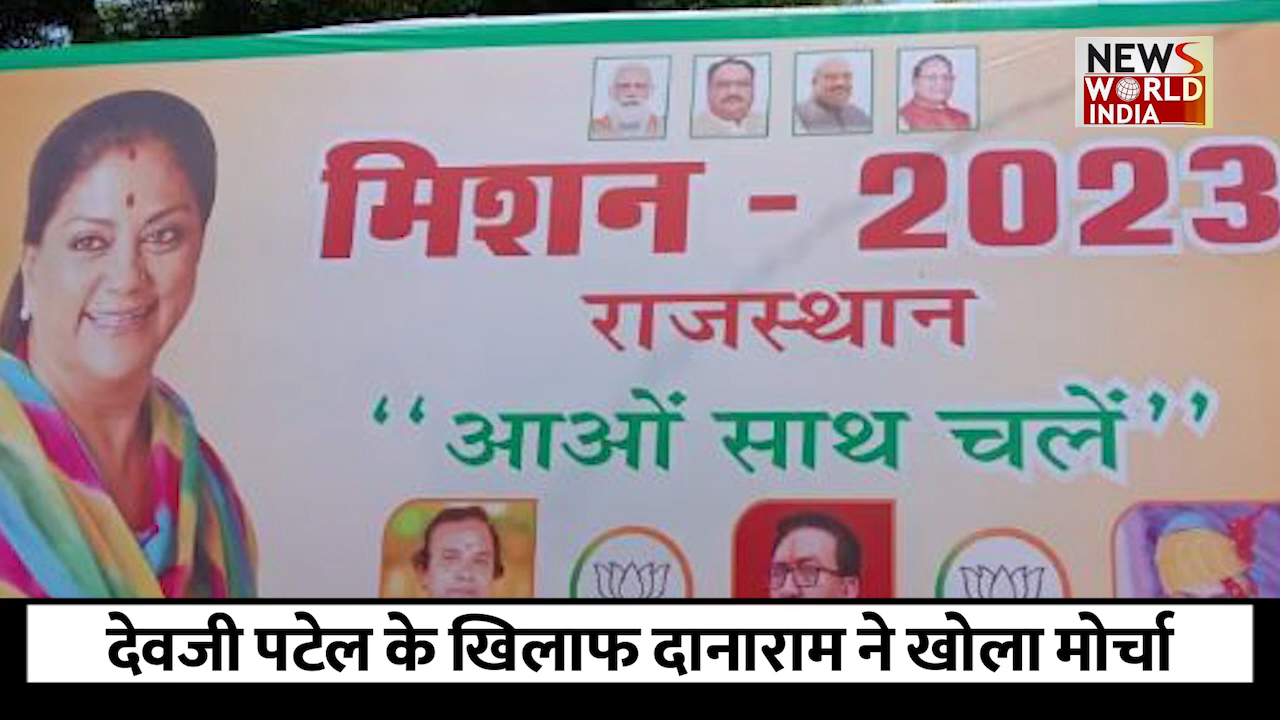 NEWS
WORLD
INDIA
मिशन - 2023
राजस्थान
‘‘आओं साथ चलें’’
देवजी पटेल के खिलाफ दानाराम ने खोला मोर्चा